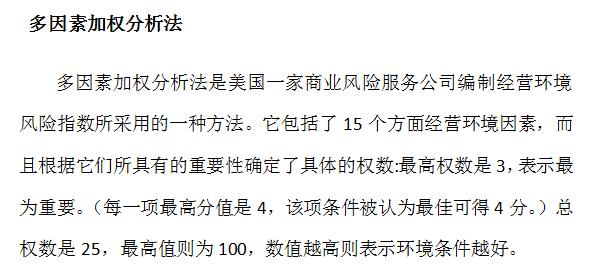 多因素加权分析法
多因素加权分析法是美国一家商业风险服务公司编制经营环境
风险指数所采用的一种方法。它包括了 15 个方面经营环境因素，而
且根据它们所具有的重要性确定了具体的权数:最高权数是 3，表示最
为重要。（每一项最高分值是 4，该项条件被认为最佳可得 4 分。）总
权数是 25，最高值则为 100，数值越高则表示环境条件越好。